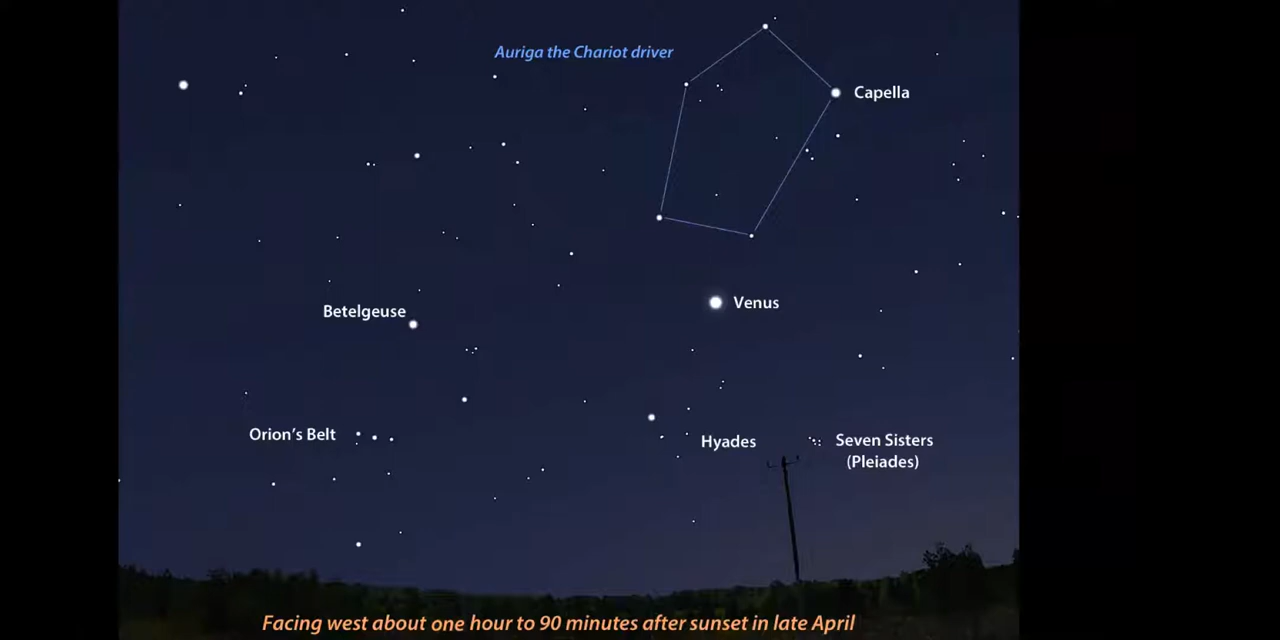 Auriga the Chariot driver
Capella
Venus
Betelgeuse
Orion's Belt
Hyades
Seven Sisters
(Pleiades)
Facing west about one hour to 90 minutes after sunset in late April